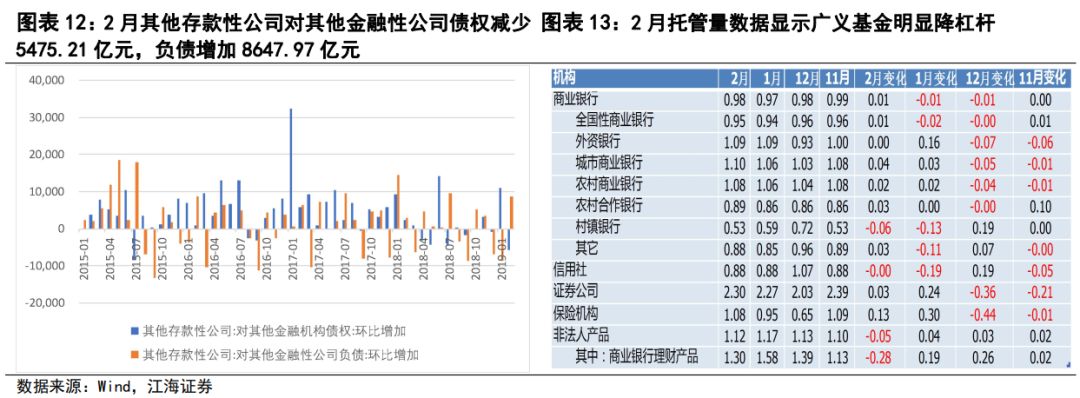 图表 12：2 月其他存款性公司对其他金融性公司债权减少
5475.21 亿元，负债增加 8647.97 亿元
40,000
30,000
20,000
10,000
0
-10,000
-20,000
2015-01
2015-04
2015-07
2015-10
2016-01
2016-04
2016-07
2016-10
2017-01
2017-04
2017-07
2017-10
2018-01
2018-04
2018-07
2018-10
2019-01
其他存款性公司:对其他金融机构债权:环比增加
其他存款性公司:对其他金融性公司负债:环比增加
图表 13：2 月托管量数据显示广义基金明显降杠杆
机构 2月 1月 12月 11月 2月变化 1月变化 12月变化 11月变化
商业银行 0.98 0.97 0.98 0.99 0.01 -0.01 -0.01 0.00
全国性商业银行 0.95 0.94 0.96 0.96 0.01 -0.02 -0.00 0.01
外资银行 1.09 1.09 0.93 1.00 0.00 0.16 -0.07 -0.06
城市商业银行 1.10 1.06 1.03 1.08 0.04 0.03 -0.05 -0.01
农村商业银行 1.08 1.06 1.04 1.08 0.02 0.02 -0.04 -0.01
农村合作银行 0.89 0.86 0.86 0.86 0.03 0.00 -0.00 0.10
村镇银行 0.53 0.59 0.72 0.53 -0.06 -0.13 0.19 0.00
其它 0.88 0.85 0.96 0.89 0.03 -0.11 0.07 -0.00
信用社 0.88 0.88 1.07 0.88 -0.00 -0.19 0.19 -0.05
证券公司 2.30 2.27 2.03 2.39 0.03 0.24 -0.36 -0.21
保险机构 1.08 0.95 0.65 1.09 0.13 0.30 -0.44 -0.01
非法人产品 1.12 1.17 1.13 1.10 -0.05 0.04 0.03 0.02
其中：商业银行理财产品 1.30 1.58 1.39 1.13 -0.28 0.19 0.26 0.02
数据来源：Wind，江海证券